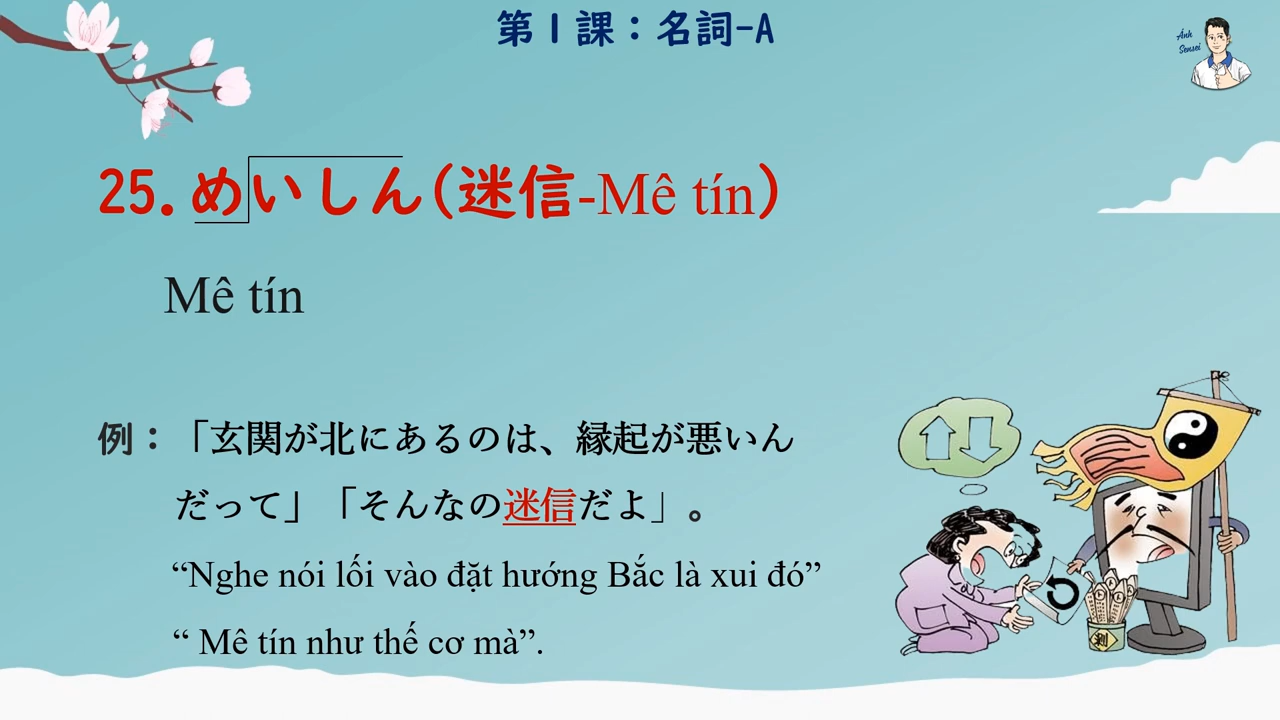 第1課：名詞-A
Anh
Sensei
25. めいしん(迷信-Mê tín)
Mê tín
例：「玄関が北にあるのは、縁起が悪いん
だって」「そんなの迷信だよ」。
“Nghe nói lối vào đặt hướng Bắc là xui đó”
“ Mê tín như thế cơ mà”.